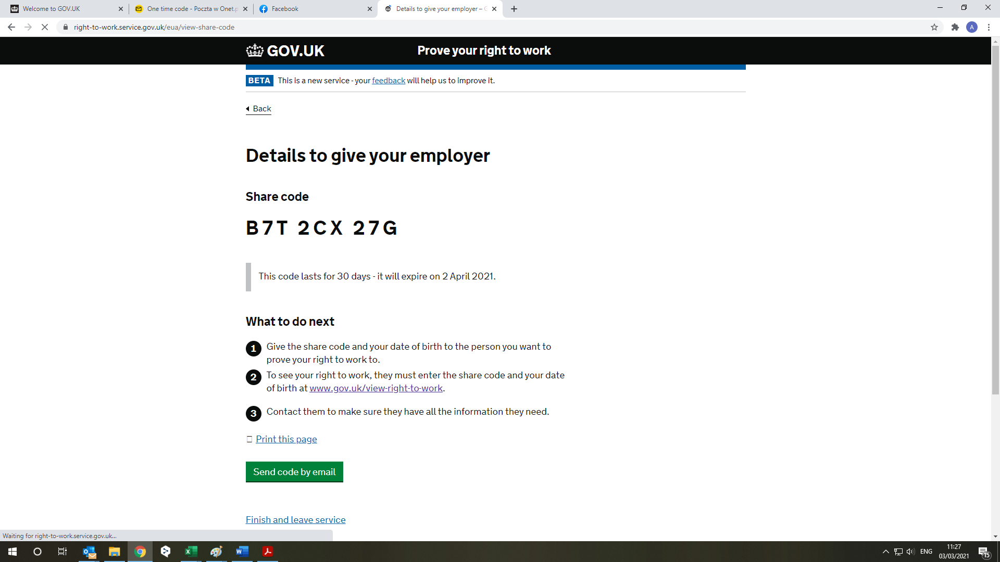 Welcome to GOV.UK
One time code - Poczta w Onet.p
Facebook
Details to give your employer – G
right-to-work.service.gov.uk/eua/view-share-code
A
GOV.UK
Prove your right to work
BETA This is a new service - your feedback will help us to improve it.
Back
Details to give your employer
Share code
B7T 2CX 27G
This code lasts for 30 days - it will expire on 2 April 2021.
What to do next
1 Give the share code and your date of birth to the person you want to
prove your right to work to.
2 To see your right to work, they must enter the share code and your date
of birth at www.gov.uk/view-right-to-work.
3 Contact them to make sure they have all the information they need.
Print this page
Send code by email
Finish and leave service
Waiting for right-to-work.service.gov.uk...
ENG
11:27
03/03/2021
15